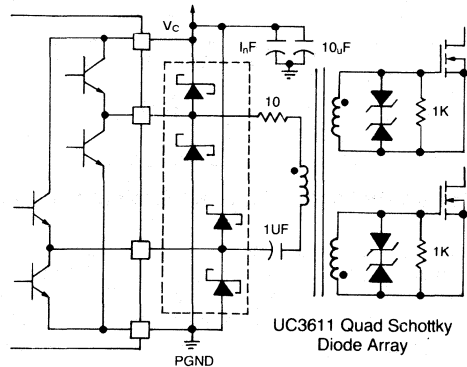 VC
InF
10uF
10
1K
1UF
1K
UC3611 Quad Schottky
Diode Array
PGND